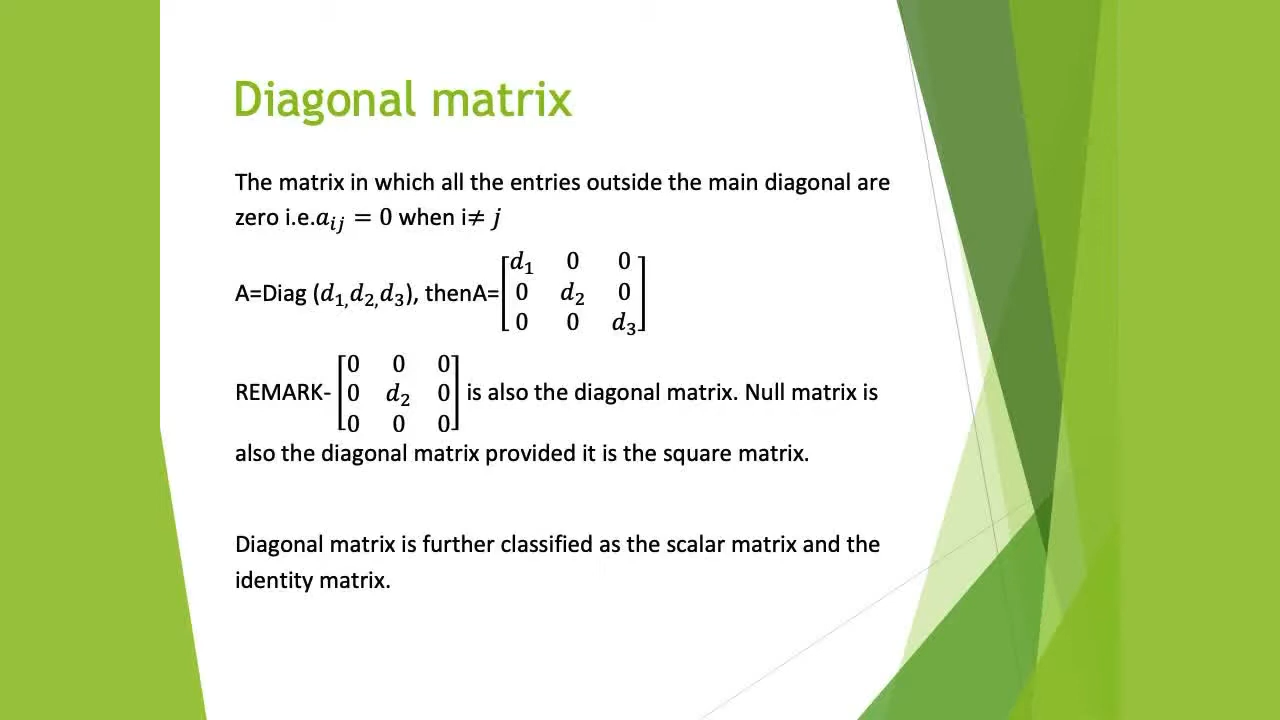 Diagonal matrix
The matrix in which all the entries outside the main diagonal are
zero i.e.𝑎ᵢⱼ = 0 when i≠ 𝑗
A=Diag (𝑑₁,𝑑₂,𝑑₃), thenA=[𝑑₁ 0 0
0 𝑑₂ 0
0 0 𝑑₃]
REMARK- [0 0 0
0 𝑑₂ 0
0 0 0] is also the diagonal matrix. Null matrix is
also the diagonal matrix provided it is the square matrix.
Diagonal matrix is further classified as the scalar matrix and the
identity matrix.